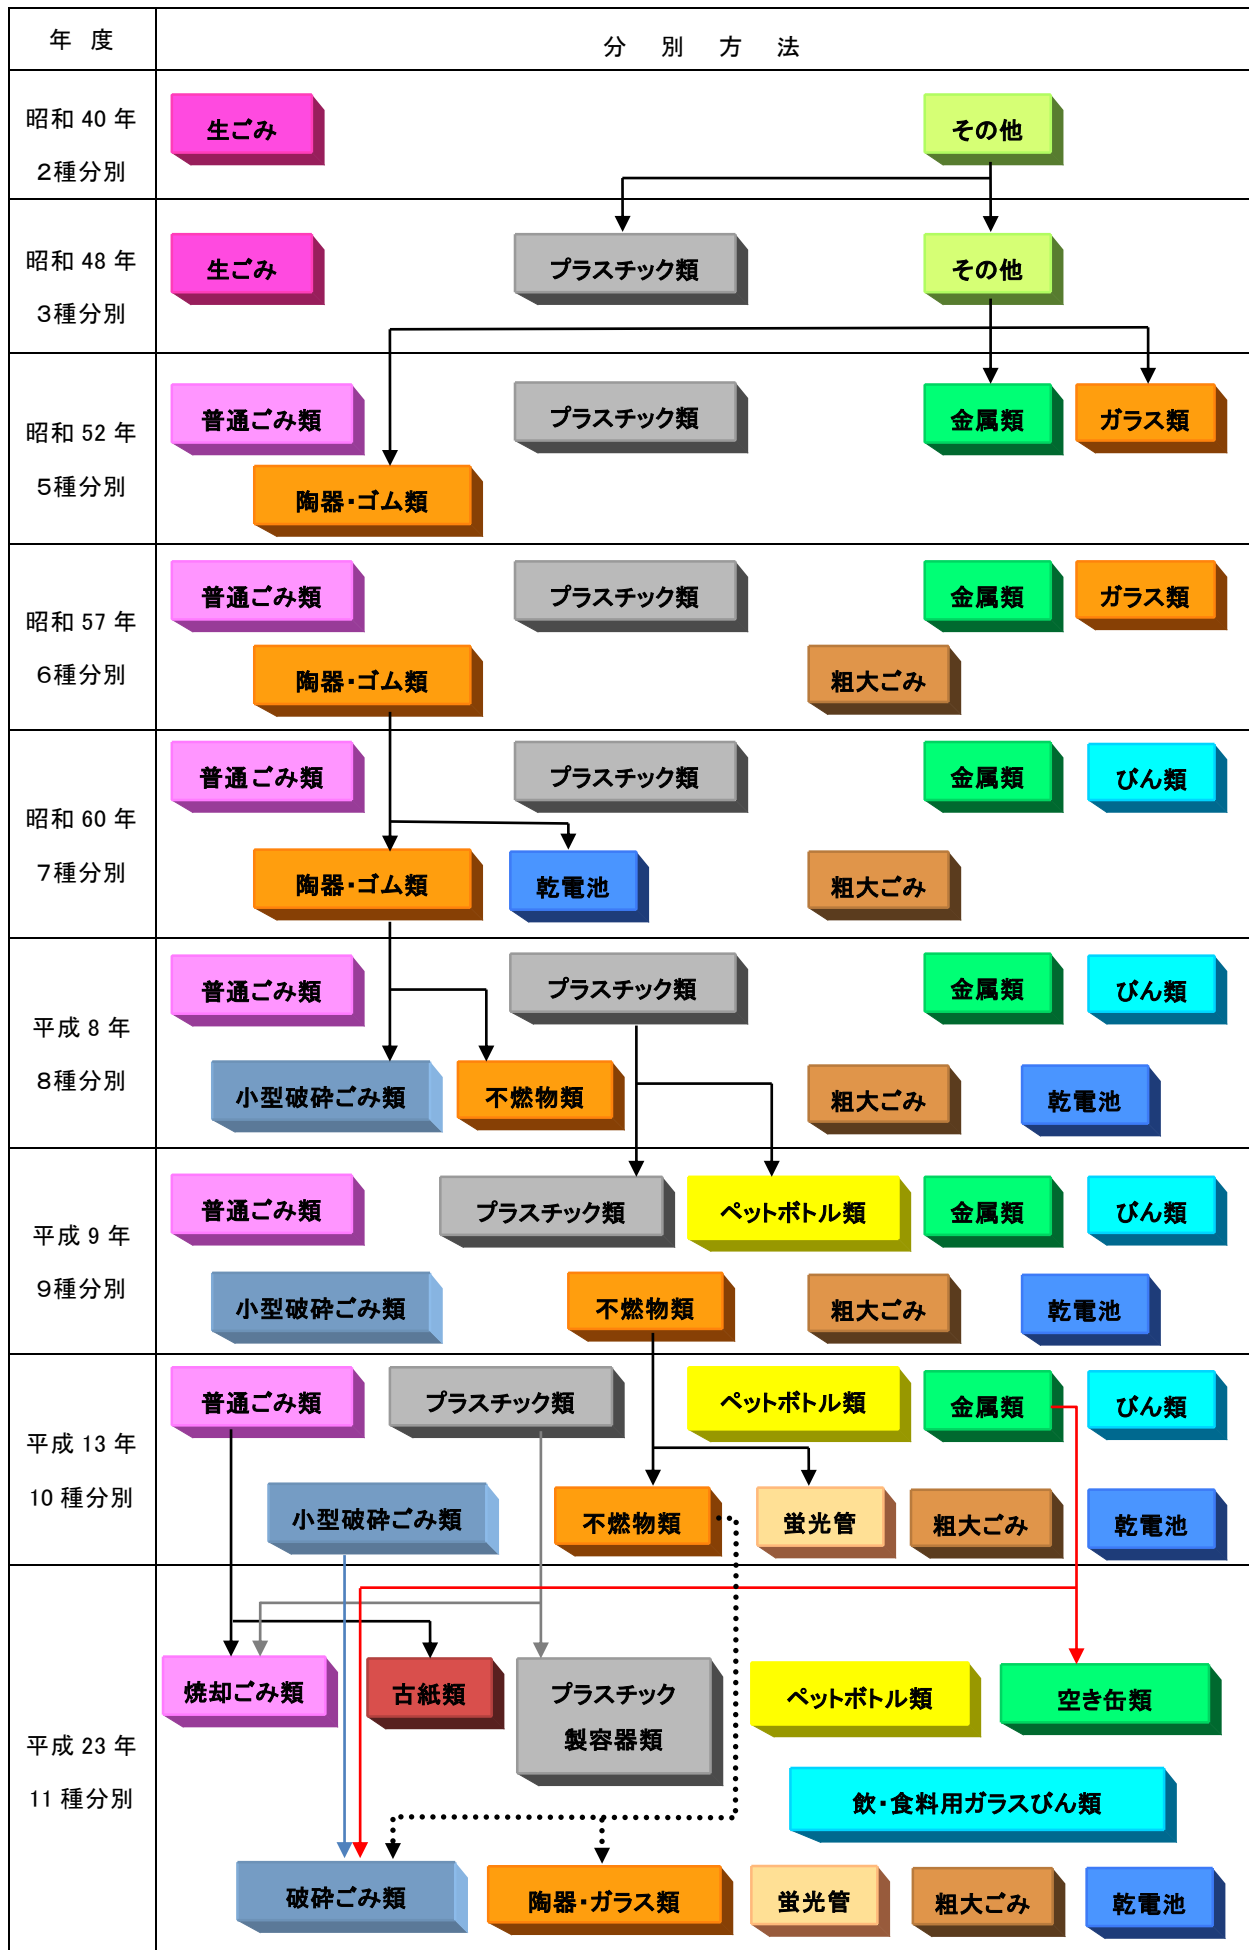 年 度
分 別 方 法
昭和 40 年
2種分別
生ごみ
その他
昭和 48 年
3種分別
生ごみ
プラスチック類
その他
昭和 52 年
5種分別
普通ごみ類
プラスチック類
金属類
ガラス類
陶器・ゴム類
昭和 57 年
6種分別
普通ごみ類
プラスチック類
金属類
ガラス類
陶器・ゴム類
粗大ごみ
昭和 60 年
7種分別
普通ごみ類
プラスチック類
金属類
びん類
陶器・ゴム類
乾電池
粗大ごみ
平成 8 年
8種分別
普通ごみ類
プラスチック類
金属類
びん類
小型破砕ごみ類
不燃物類
粗大ごみ
乾電池
平成 9 年
9種分別
普通ごみ類
プラスチック類
ペットボトル類
金属類
びん類
小型破砕ごみ類
不燃物類
粗大ごみ
乾電池
平成 13 年
10 種分別
普通ごみ類
プラスチック類
ペットボトル類
金属類
びん類
小型破砕ごみ類
不燃物類
蛍光管
粗大ごみ
乾電池
平成 23 年
11 種分別
焼却ごみ類
古紙類
プラスチック
製容器類
ペットボトル類
空き缶類
飲・食料用ガラスびん類
破砕ごみ類
陶器・ガラス類
蛍光管
粗大ごみ
乾電池